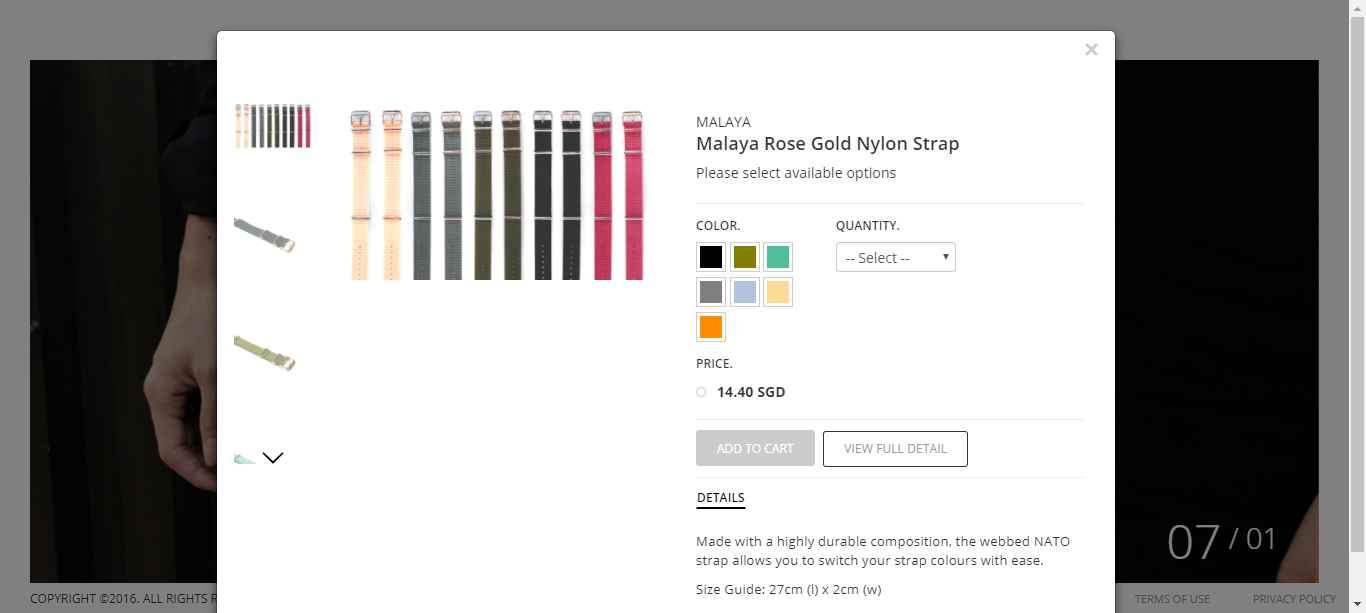 MALAYA
Malaya Rose Gold Nylon Strap
Please select available options
COLOR.
QUANTITY.
-- Select --
PRICE.
14.40 SGD
ADD TO CART
VIEW FULL DETAIL
DETAILS
Made with a highly durable composition, the webbed NATO
strap allows you to switch your strap colours with ease.
Size Guide: 27cm (l) x 2cm (w)
07 / 01
COPYRIGHT ©2016. ALL RIGHTS R
TERMS OF USE
PRIVACY POLICY